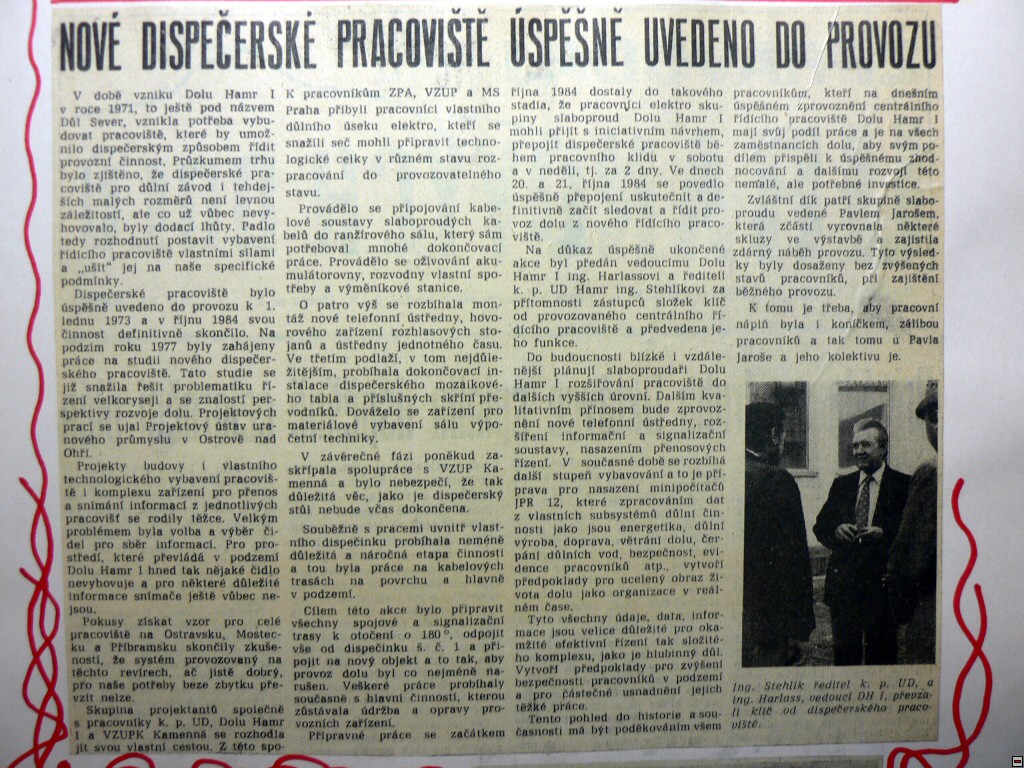 NOVÉ DISPEČERSKÉ PRACOVIŠTĚ ÚSPĚŠNĚ UVEDENO DO PROVOZU
V době vzniku Dolu Hamr I
v roce 1971, to ještě pod názvem
Důl Sever, vznikla potřeba vybu-
dovat pracoviště, které by umož-
nilo dispečerským způsobem řídit
provozní činnost. Průzkumem trhu
bylo zjištěno, že dispečerské pra-
coviště pro důlní závod i tehdej-
ších malých rozměrů není levnou
záležitostí, ale co už vůbec nevy-
hovovalo, byly dodací lhůty. Padlo
tedy rozhodnutí postavit vybavení
řídícího pracoviště vlastními silami
a „ušít" jej na naše specifické
podmínky.
Dispečerské pracoviště bylo
úspěšně uvedeno do provozu k 1.
lednu 1973 a v říjnu 1984 svou
činnost definitivně skončilo. Na
podzim roku 1977 byly zahájeny
práce na studii nového dispečer-
ského pracoviště. Tato studie se
již snažila řešit problematiku ří-
zení velkoryseji a se znalostí per-
spektivy rozvoje dolu. Projektových
prací se ujal Projektový ústav ura-
nového průmyslu v Ostrově nad
Ohří.
Projekty budovy i vlastního
technologického vybavení pracoviš-
tě i komplexu zařízení pro přenos
a snímání informací z jednotlivých
pracovišť se rodily těžce. Velkým
problémem byla volba a výběr či-
del pro sběr informací. Pro pro-
středí, které převládá v podzemí
Dolu Hamr I hned tak nějaké čidlo
nevyhovuje a pro některé důležité
informace snímače ještě vůbec ne-
jsou.
Pokusy získat vzor pro celé
pracoviště na Ostravsku, Mostec-
ku a Příbramsku skončily zkuše-
ností, že systém provozovaný na
těchto revírech, ač jistě dobrý,
pro naše potřeby beze zbytku pře-
vzít nelze.
Skupina projektantů společně
s pracovníky k. p. UD, Dolu Hamr
I a VZUPK Kamenná se rozhodla
jít svou vlastní cestou. Z této spo-
K pracovníkům ZPA, VZUP a MS
Praha přibyli pracovníci vlastního
důlního úseku elektro, kteří se
snažili seč mohli připravit techno-
logické celky v různém stavu roz-
pracování do provozovatelného
stavu.
Provádělo se připojování kabe-
lové soustavy slaboproudých ka-
belů do ranžírového sálu, který sám
potřeboval mnohé dokončovací
práce. Provádělo se oživování aku-
mulátorovny, rozvodny vlastní spo-
třeby a výměníkové stanice.
O patro výš se rozbíhala mon-
táž nové telefonní ústředny, hovo-
rového zařízení rozhlasových sto-
janů a ústředny jednotného času.
Ve třetím podlaží, v tom nejdůle-
žitějším, probíhala dokončovací in-
stalace dispečerského mozaikové-
ho tabla a příslušných skříní pře-
vodníků. Dováželo se zařízení pro
materiálové vybavení sálu výpo-
četní techniky.
V závěrečné fázi poněkud za-
skřípala spolupráce s VZUP Ka-
menná a bylo nebezpečí, že tak
důležitá věc, jako je dispečerský
stůl nebude včas dokončena.
Souběžně s pracemi uvnitř vlast-
ního dispečinku probíhala neméně
důležitá a náročná etapa činnosti
a tou byla práce na kabelových
trasách na povrchu a hlavně
v podzemí.
Cílem této akce bylo připravit
všechny spojové a signalizační
trasy k otočení o 180°, odpojit
vše od dispečinku š. č. 1 a při-
pojit na nový objekt a to tak, aby
provoz dolu byl co nejméně na-
rušen. Veškeré práce probíhaly
současně s hlavní činností, kterou
zůstávala údržba a opravy pro-
vozních zařízení.
Přípravné práce se začátkem
října 1984 dostaly do takového
stadia, že pracovníci elektro sku-
piny slaboproud Dolu Hamr I
mohli přijít s iniciativním návrhem,
přepojit dispečerské pracoviště bě-
hem pracovního klidu v sobotu
a v neděli, tj. za 2 dny. Ve dnech
20. a 21. října 1984 se povedlo
úspěšně přepojení uskutečnit a de-
finitivně začít sledovat a řídit pro-
voz dolu z nového řídícího praco-
viště.
Na důkaz úspěšně ukončené
akce byl předán vedoucímu Dolu
Hamr I ing. Harlassovi a řediteli
k. p. UD Hamr ing. Stehlíkovi za
přítomnosti zástupců složek klíč
od provozovaného centrálního ří-
dícího pracoviště a předvedena je-
ho funkce.
Do budoucnosti blízké i vzdále-
nější plánují slaboproudaři Dolu
Hamr I rozšiřování pracoviště do
dalších vyšších úrovní. Dalším kva-
litativním přínosem bude zprovoz-
nění nové telefonní ústředny, roz-
šíření informační a signalizační
soustavy, nasazením přenosových
řízení. V současné době se rozbíhá
další stupeň vybavování a to je pří-
prava pro nasazení minipočítačů
JPR 12, které zpracováním dat
z vlastních subsystémů důlní čin-
nosti jako jsou energetika, důlní
výroba, doprava, větrání dolu, čer-
pání důlních vod, bezpečnost, evi-
dence pracovníků atp., vytvoří
předpoklady pro ucelený obraz ži-
vota dolu jako organizace v reál-
ném čase.
Tyto všechny údaje, data, infor-
mace jsou velice důležité pro oka-
mžité efektivní řízení tak složité-
ho komplexu, jako je hlubinný důl.
Vytvoří předpoklady pro zvýšení
bezpečnosti pracovníků v podzemí
a pro částečné usnadnění jejich
těžké práce.
Tento pohled do historie a sou-
časnosti má být poděkováním všem
pracovníkům, kteří na dnešním
úspěšném zprovoznění centrálního
řídícího pracoviště Dolu Hamr I
mají svůj podíl práce a je na všech
zaměstnancích dolu, aby svým po-
dílem přispěli k úspěšnému zhod-
nocování a dalšímu rozvoji této
nemalé, ale potřebné investice.
Zvláštní dík patří skupině slabo-
proudu vedené Pavlem Jarošem,
která zčásti vyrovnala některé
skluzy ve výstavbě a zajistila
zdárný náběh provozu. Tyto výsled-
ky byly dosaženy bez zvýšených
stavů pracovníků, při zajištění
běžného provozu.
K tomu je třeba, aby pracovní
náplň byla i koníčkem, zálibou
pracovníků a tak tomu u Pavla
Jaroše a jeho kolektivu je.
Ing. Stehlík ředitel k. p. UD, a
ing. Harlass, vedoucí DH I, převza-
li klíč od dispečerského praco-
viště.